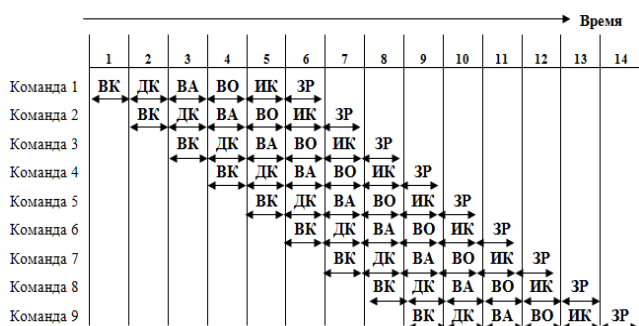 Время
1 2 3 4 5 6 7 8 9 10 11 12 13 14
Команда 1 ВК ДК ВА ВО ИК ЗР
Команда 2 ВК ДК ВА ВО ИК ЗР
Команда 3 ВК ДК ВА ВО ИК ЗР
Команда 4 ВК ДК ВА ВО ИК ЗР
Команда 5 ВК ДК ВА ВО ИК ЗР
Команда 6 ВК ДК ВА ВО ИК ЗР
Команда 7 ВК ДК ВА ВО ИК ЗР
Команда 8 ВК ДК ВА ВО ИК ЗР
Команда 9 ВК ДК ВА ВО ИК ЗР